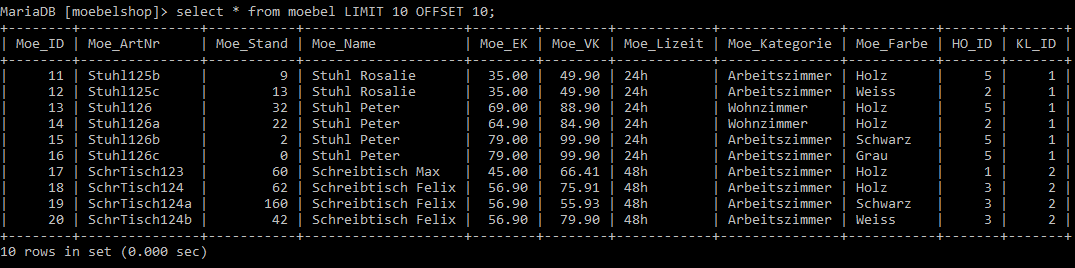 MariaDB [moebelshop]> select * from moebel LIMIT 10 OFFSET 10;
+--------+--------------+-----------+--------------------+--------+--------+------------+---------------+-----------+-------+-------+
| Moe_ID | Moe_ArtNr    | Moe_Stand | Moe_Name           | Moe_EK | Moe_VK | Moe_Lizeit | Moe_Kategorie | Moe_Farbe | HO_ID | KL_ID |
+--------+--------------+-----------+--------------------+--------+--------+------------+---------------+-----------+-------+-------+
|     11 | Stuhl125b    |         9 | Stuhl Rosalie      |  35.00 |  49.90 | 24h        | Arbeitszimmer | Holz      |     5 |     1 |
|     12 | Stuhl125c    |        13 | Stuhl Rosalie      |  35.00 |  49.90 | 24h        | Arbeitszimmer | Weiss     |     2 |     1 |
|     13 | Stuhl126     |        32 | Stuhl Peter        |  69.00 |  88.90 | 24h        | Wohnzimmer    | Holz      |     5 |     1 |
|     14 | Stuhl126a    |        22 | Stuhl Peter        |  64.90 |  84.90 | 24h        | Wohnzimmer    | Holz      |     2 |     1 |
|     15 | Stuhl126b    |         2 | Stuhl Peter        |  79.00 |  99.90 | 24h        | Arbeitszimmer | Schwarz   |     5 |     1 |
|     16 | Stuhl126c    |         0 | Stuhl Peter        |  79.00 |  99.90 | 24h        | Arbeitszimmer | Grau      |     5 |     1 |
|     17 | SchrTisch123 |        60 | Schreibtisch Max   |  45.00 |  66.41 | 48h        | Arbeitszimmer | Holz      |     1 |     2 |
|     18 | SchrTisch124 |        62 | Schreibtisch Felix |  56.90 |  75.91 | 48h        | Arbeitszimmer | Holz      |     3 |     2 |
|     19 | SchrTisch124a |       160 | Schreibtisch Felix |  56.90 |  55.93 | 48h        | Arbeitszimmer | Schwarz   |     3 |     2 |
|     20 | SchrTisch124b |        42 | Schreibtisch Felix |  56.90 |  79.90 | 48h        | Arbeitszimmer | Weiss     |     3 |     2 |
+--------+--------------+-----------+--------------------+--------+--------+------------+---------------+-----------+-------+-------+
10 rows in set (0.000 sec)